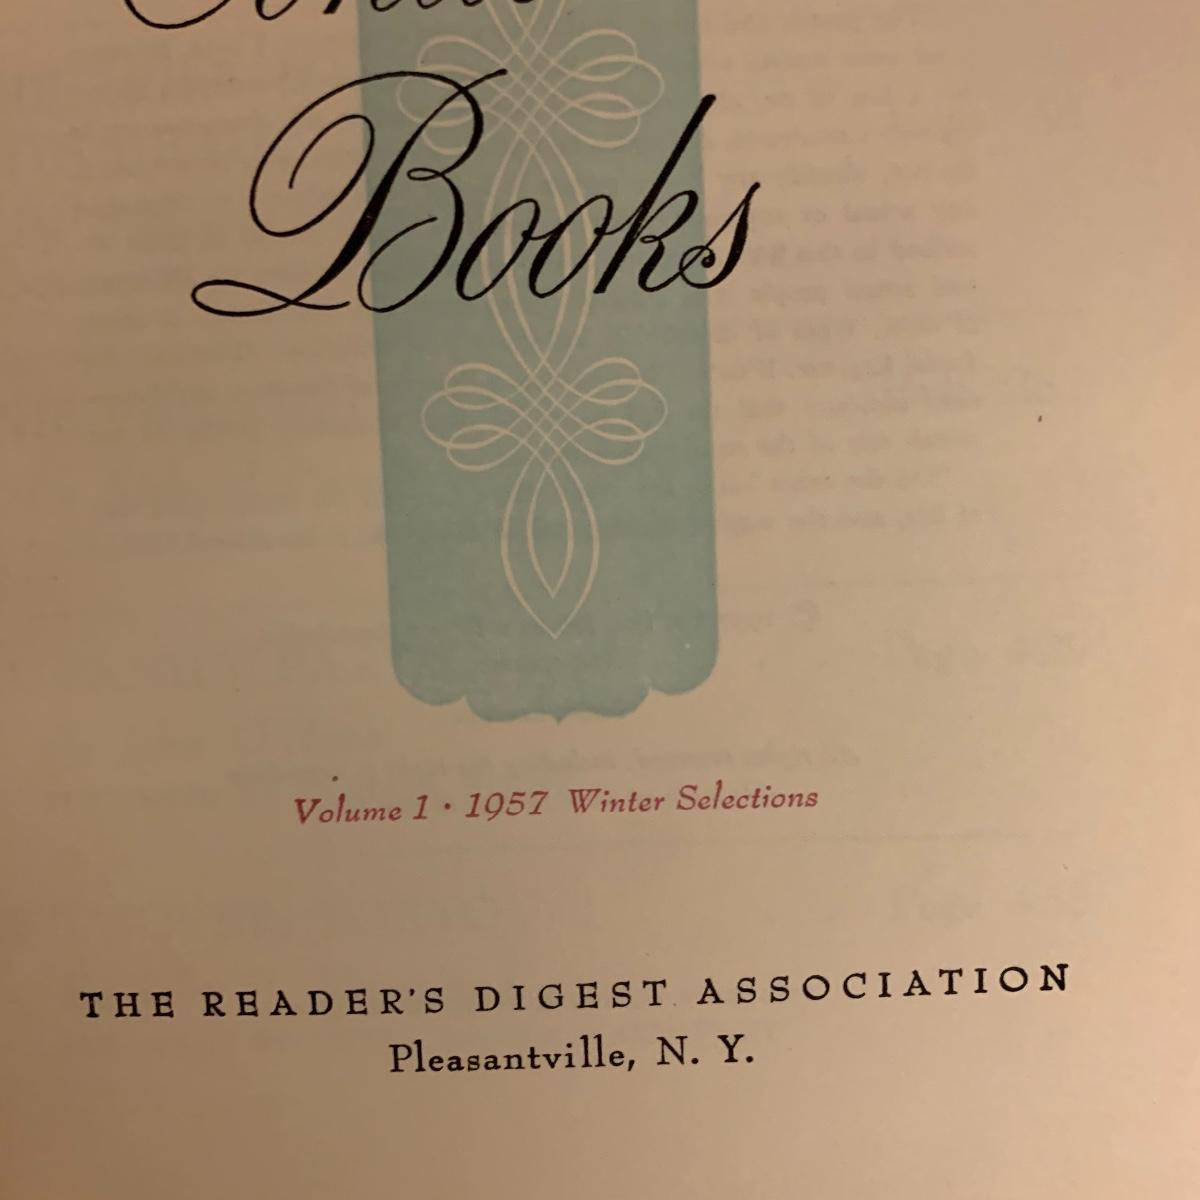 Books
Volume 1 · 1957 Winter Selections
THE READER'S DIGEST ASSOCIATION
Pleasantville, N. Y.